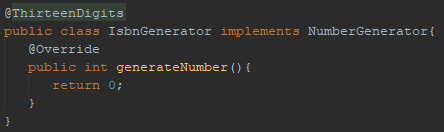 @ThirteenDigits
public class IsbnGenerator implements NumberGenerator{
@Override
public int generateNumber(){
return 0;
}
}